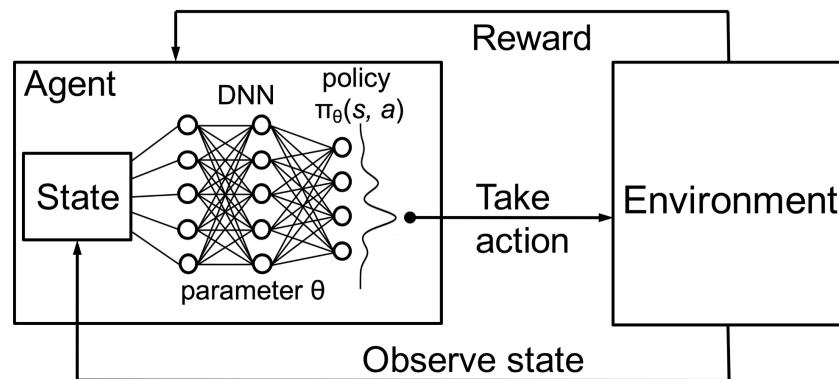 Reward
Agent
DNN
policy
πθ(s, a)
State
Take
action
Environment
parameter θ
Observe state